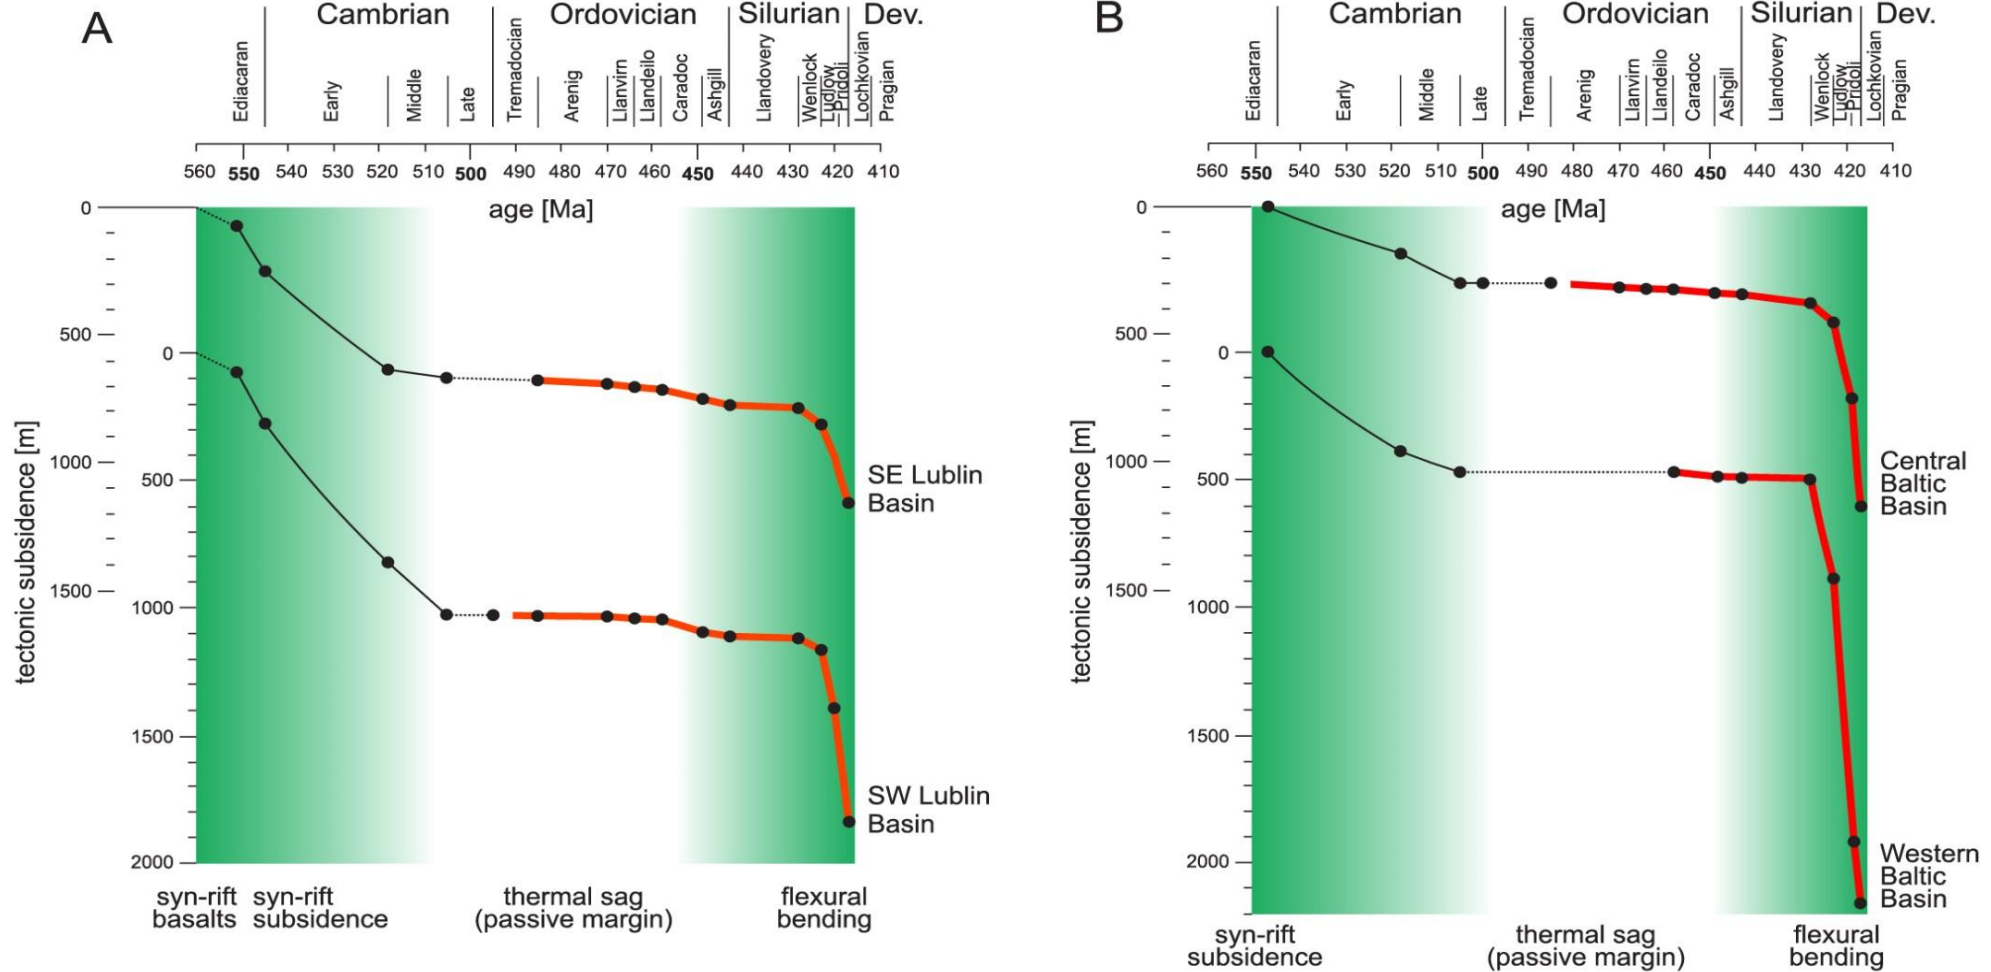 A
Cambrian
Ordovician
Silurian
Dev.
Ediacaran
Early
Middle
Late
Tremadocian
Arenig
Llanvirn
Llandeilo
Caradoc
Ashgill
Llandovery
Wenlock
Ludlow
Pridoli
Lochkovian
Pragian
560 550 540 530 520 510 500 490 480 470 460 450 440 430 420 410
age [Ma]
tectonic subsidence [m]
0
500
1000
1500
0
500
1000
1500
2000
SE Lublin
Basin
SW Lublin
Basin
syn-rift
basalts
syn-rift
subsidence
thermal sag
(passive margin)
flexural
bending
B
Cambrian
Ordovician
Silurian
Dev.
Ediacaran
Early
Middle
Late
Tremadocian
Arenig
Llanvirn
Llandeilo
Caradoc
Ashgill
Llandovery
Wenlock
Ludlow
Pridoli
Lochkovian
Pragian
560 550 540 530 520 510 500 490 480 470 460 450 440 430 420 410
age [Ma]
tectonic subsidence [m]
0
500
1000
1500
0
500
1000
1500
2000
Central
Baltic
Basin
Western
Baltic
Basin
syn-rift
subsidence
thermal sag
(passive margin)
flexural
bending